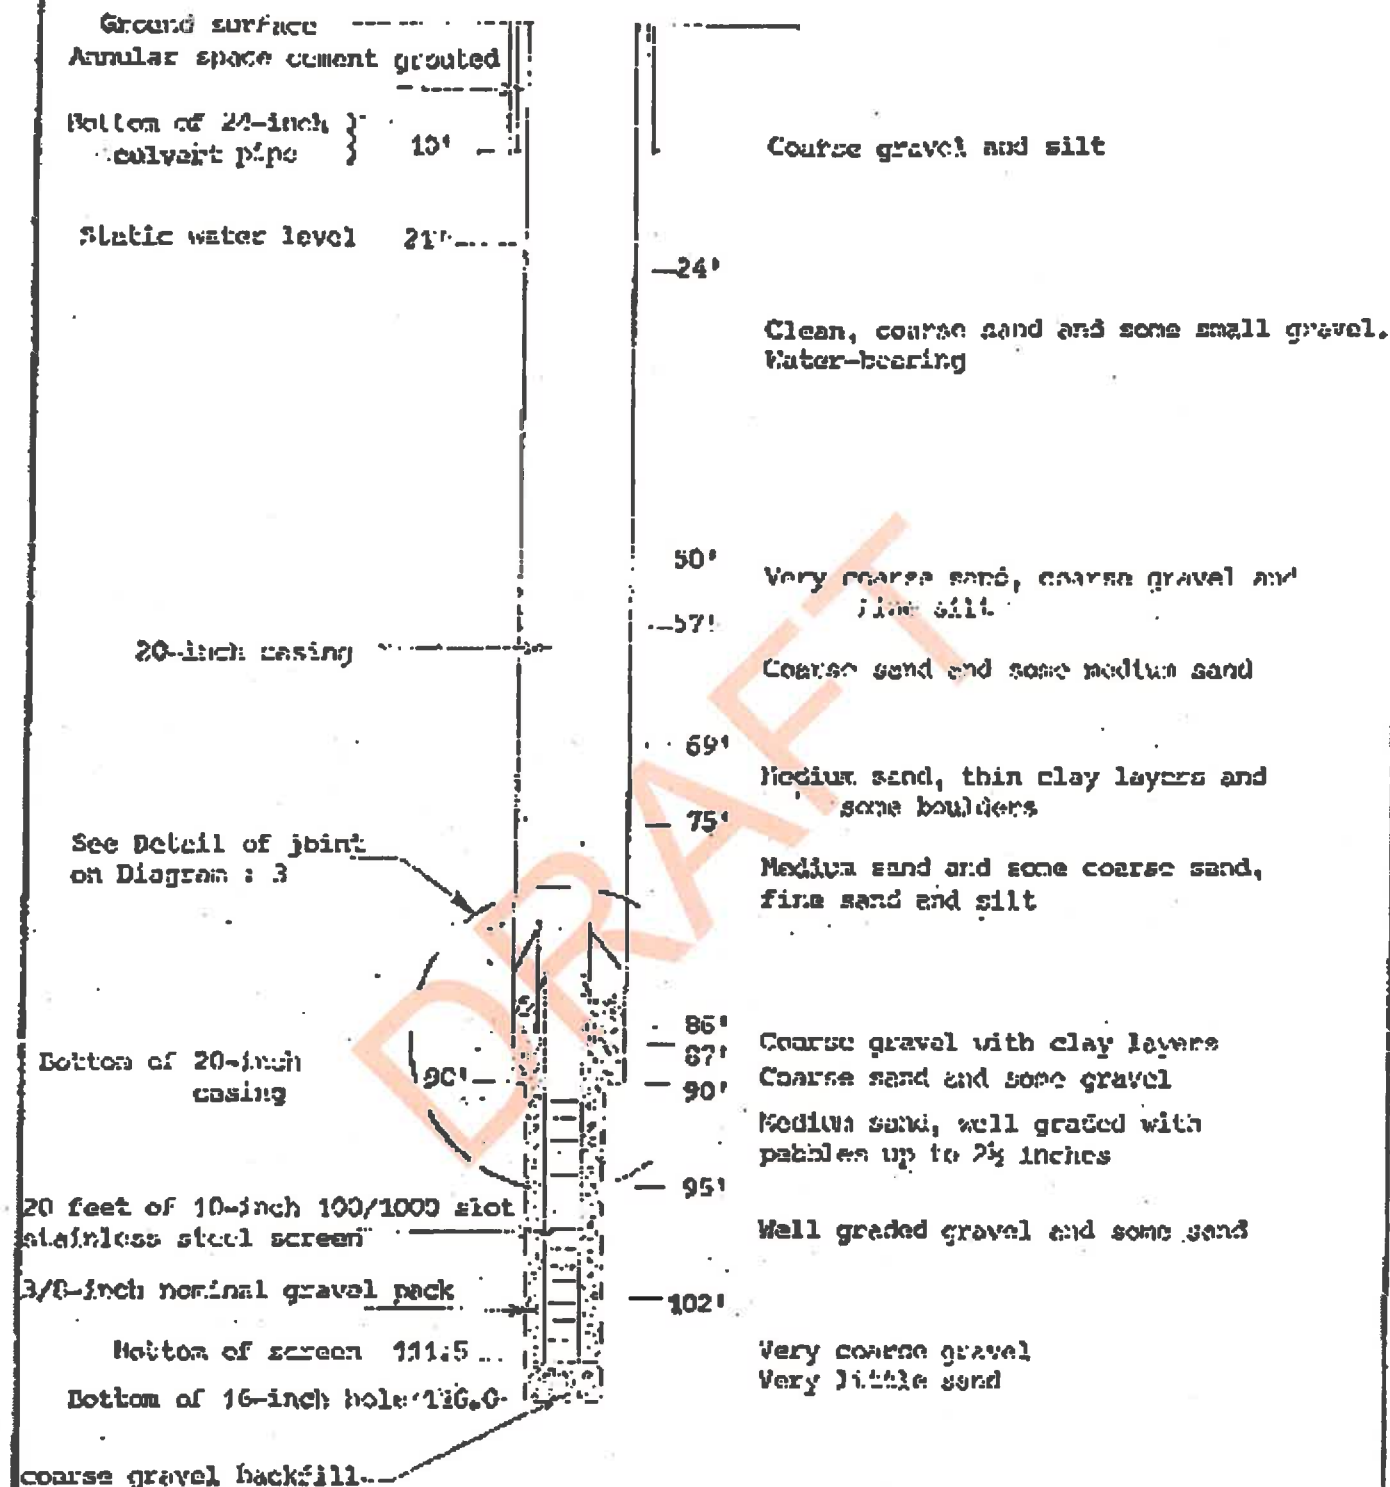 Ground surface
Annular space cement grouted
Bottom of 24-inch
culvert pipe
10'
Coarse gravel and silt
Static water level 21'
24'
Clean, coarse sand and some small gravel.
Water-bearing
50'
Very coarse sand, coarse gravel and
fine silt
57'
20-inch casing
Coarse sand and some medium sand
69'
Medium sand, thin clay layers and
some boulders
75'
See Detail of joint
on Diagram : 3
Medium sand and some coarse sand,
fine sand and silt
86'
87'
Coarse gravel with clay layers
Bottom of 20-inch
casing
90'
90'
Coarse sand and some gravel
Medium sand, well graded with
pebbles up to 2½ inches
95'
20 feet of 10-inch 100/1000 slot
stainless steel screen
Well graded gravel and some sand
3/8-inch nominal gravel pack
102'
Bottom of screen 111.5
Very coarse gravel
Very little sand
Bottom of 16-inch hole
coarse gravel backfill
DRAFT